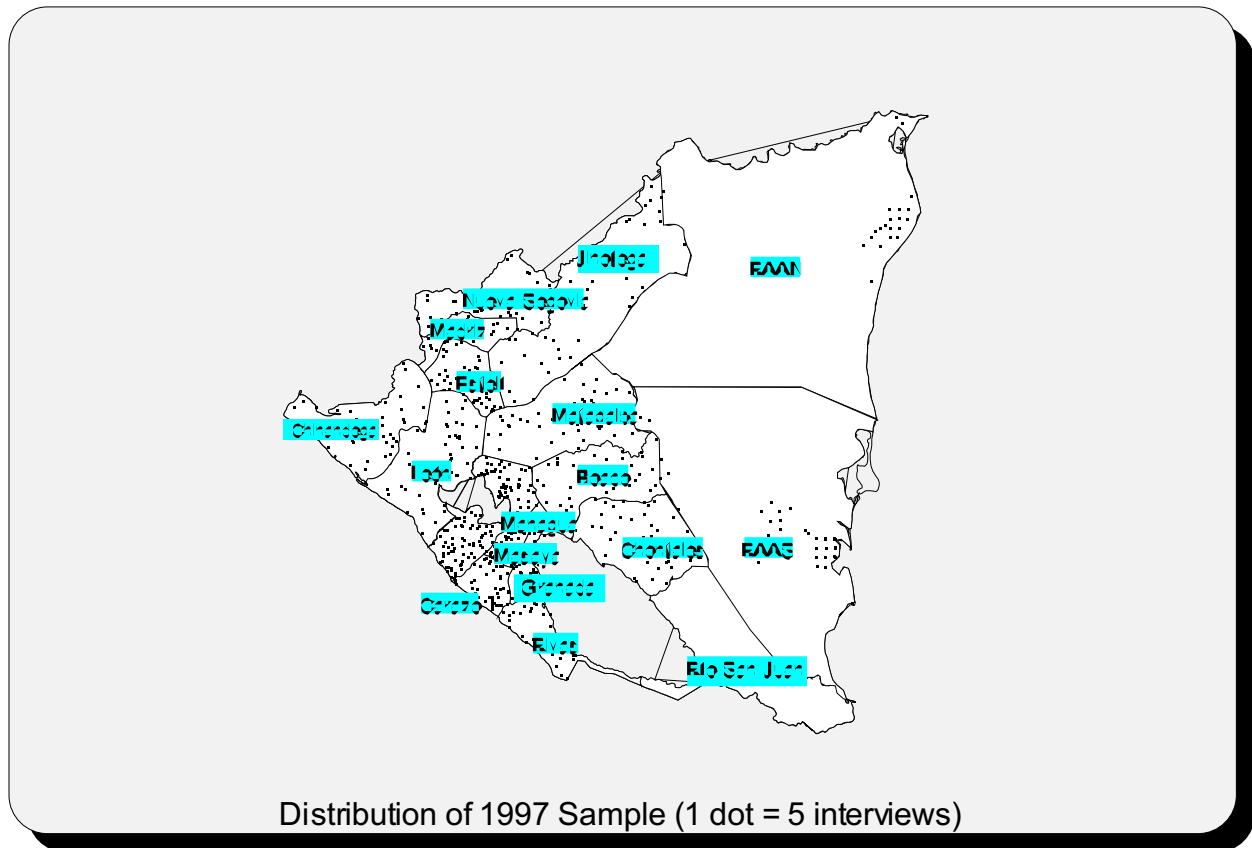 Jinotega
RAAN
Nueva Segovia
Madriz
Estelí
Matagalpa
Chinandega
León
Boaco
Managua
Chontales
RAAS
Masaya
Granada
Carazo
Rivas
Río San Juan
Distribution of 1997 Sample (1 dot = 5 interviews)